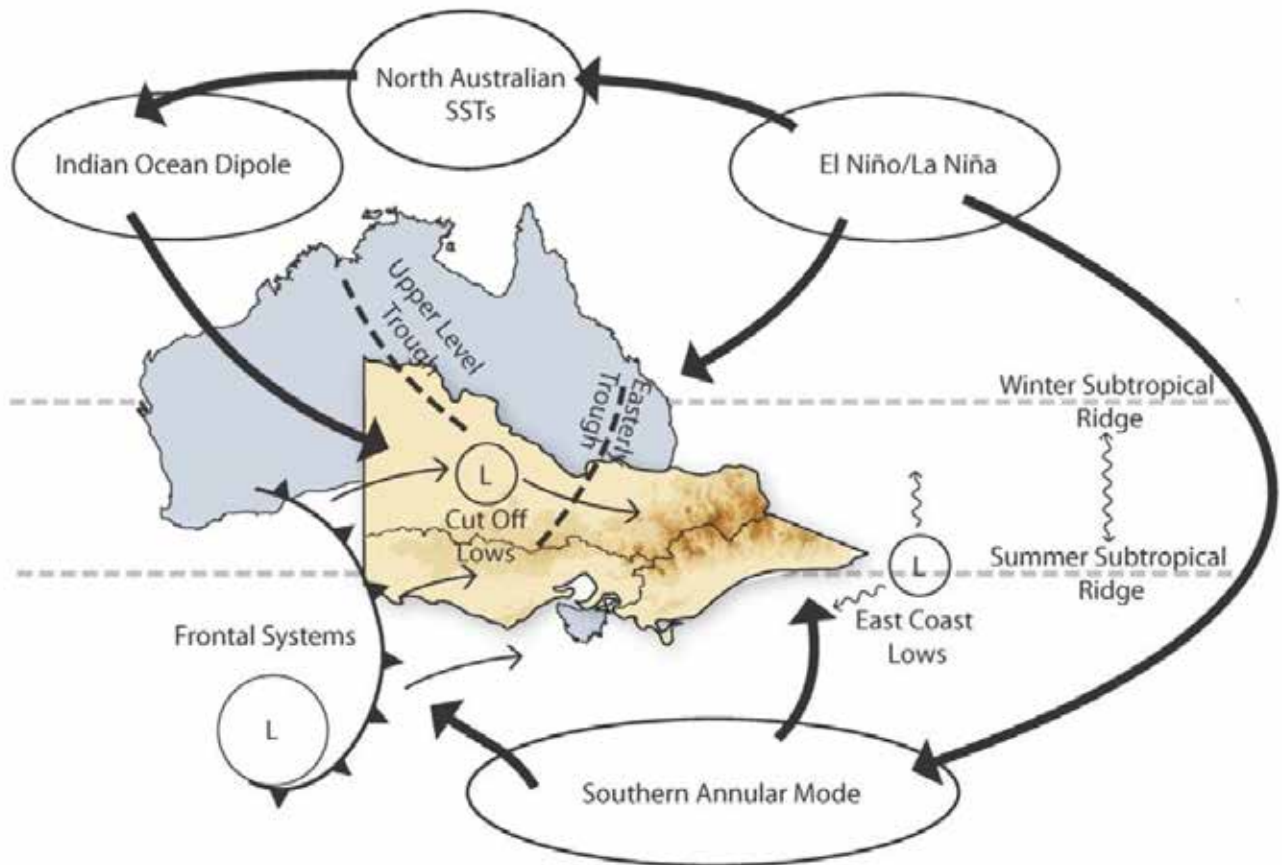 North Australian
SSTs
Indian Ocean Dipole
El Niño/La Niña
Upper Level
Trough
Easterly
Trough
Winter Subtropical
Ridge
L
Cut Off
Lows
Summer Subtropical
Ridge
L
East Coast
Lows
Frontal Systems
L
Southern Annular Mode